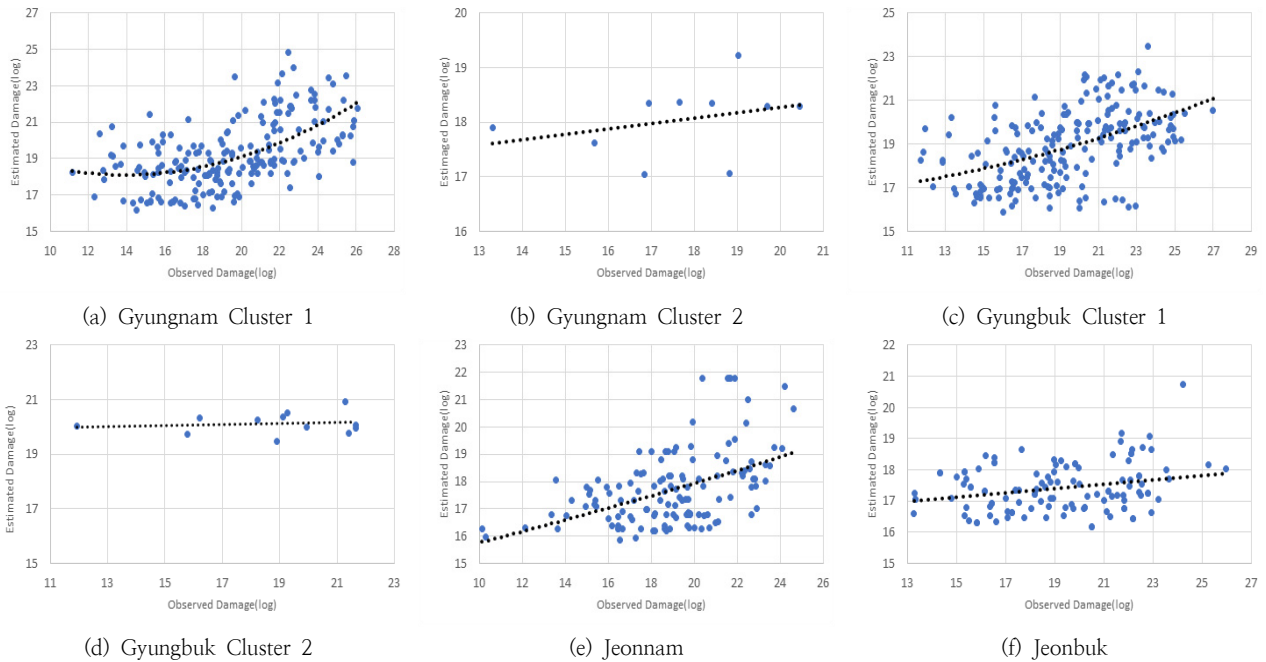 27
25
23
21
19
17
15
Estimated Damage(log)
10 12 14 16 18 20 22 24 26 28
Observed Damage(log)
(a) Gyungnam Cluster 1
20
19
18
17
16
Estimated Damage(log)
13 14 15 16 17 18 19 20 21
Observed Damage(log)
(b) Gyungnam Cluster 2
25
23
21
19
17
15
Estimated Damage(log)
11 13 15 17 19 21 23 25 27 29
Observed Damage(log)
(c) Gyungbuk Cluster 1
23
21
19
17
15
Estimated Damage(log)
11 13 15 17 19 21 23
Observed Damage(log)
(d) Gyungbuk Cluster 2
23
22
21
20
19
18
17
16
15
Estimated Damage(log)
10 12 14 16 18 20 22 24 26
Observed Damage(log)
(e) Jeonnam
22
21
20
19
18
17
16
15
Estimated Damage(log)
13 15 17 19 21 23 25 27
Observed Damage(log)
(f) Jeonbuk